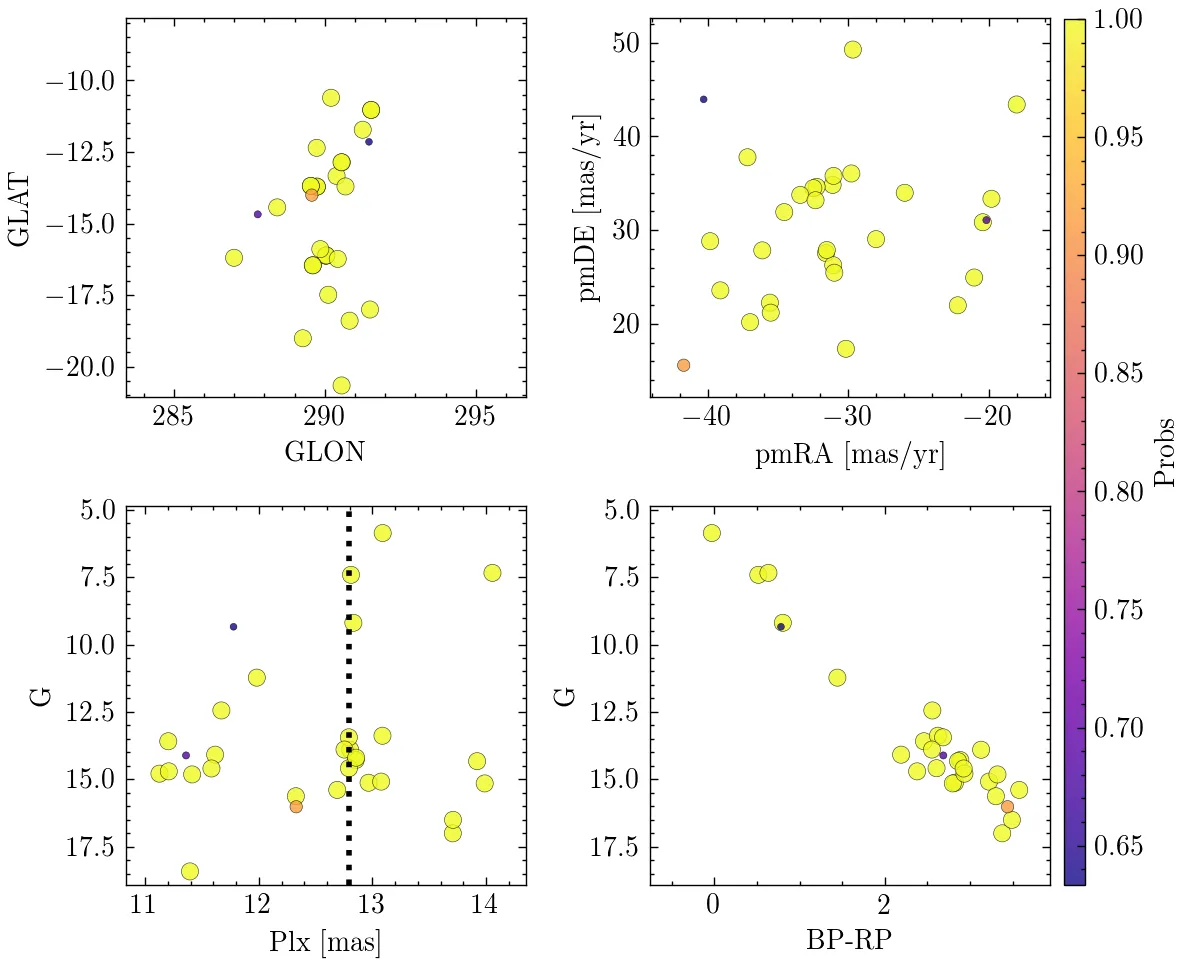 GLAT
−10.0
−12.5
−15.0
−17.5
−20.0
285 290 295
GLON
pmDE [mas/yr]
50
40
30
20
−40 −30 −20
pmRA [mas/yr]
G
5.0
7.5
10.0
12.5
15.0
17.5
11 12 13 14
Plx [mas]
G
5.0
7.5
10.0
12.5
15.0
17.5
0 2
BP-RP
1.00
0.95
0.90
0.85
0.80
0.75
0.70
0.65
Probs